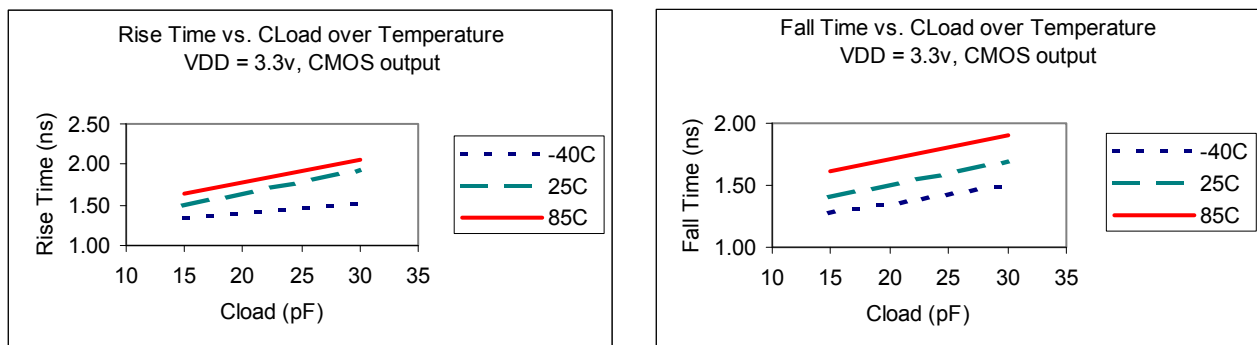 Rise Time vs. CLoad over Temperature
VDD = 3.3v, CMOS output
Rise Time (ns)
2.50
2.00
1.50
1.00
10 15 20 25 30 35
Cload (pF)
-40C
25C
85C
Fall Time vs. CLoad over Temperature
VDD = 3.3v, CMOS output
Fall Time (ns)
2.00
1.50
1.00
10 15 20 25 30 35
Cload (pF)
-40C
25C
85C